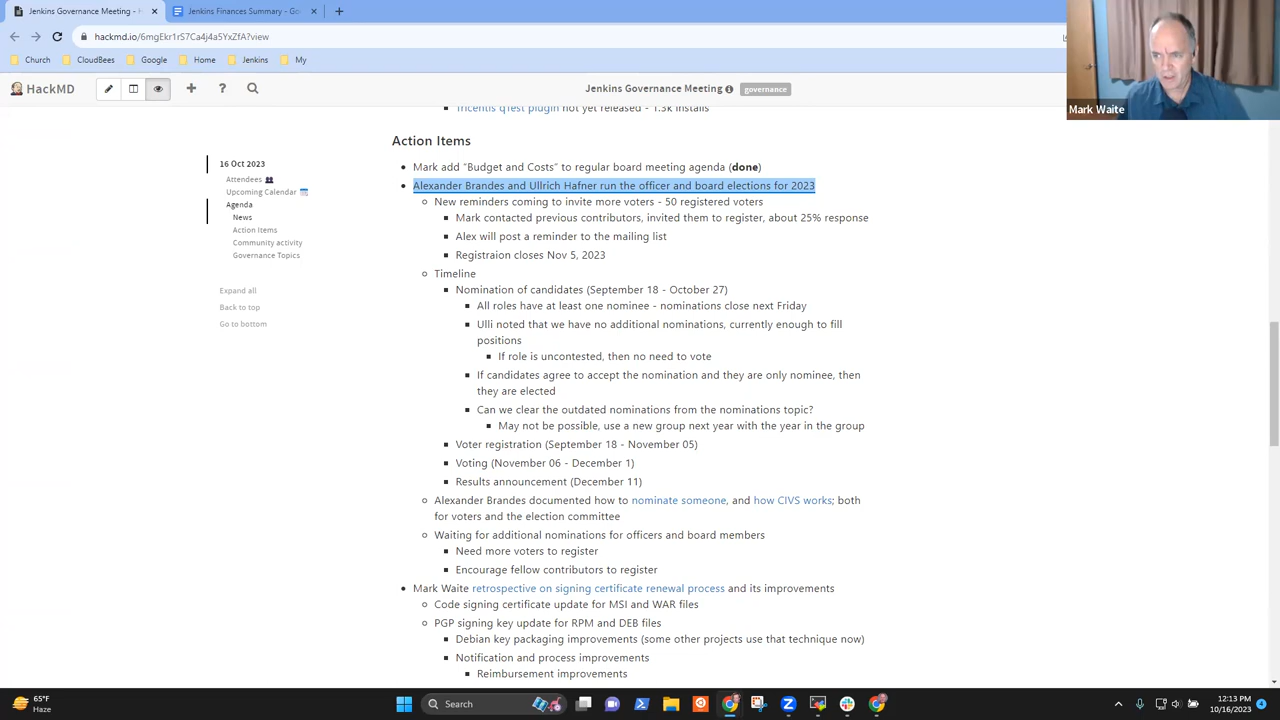 Jenkins Governance Meeting -
Jenkins Finances Summary - Go
hackmd.io/6mgEkr1rS7Ca4j4a5YxZfA?view
Church
CloudBees
Google
Home
Jenkins
My
HackMD
Jenkins Governance Meeting
governance
Mark Waite
16 Oct 2023
Attendees
Upcoming Calendar
Agenda
News
Action Items
Community activity
Governance Topics
Expand all
Back to top
Go to bottom
Tricentis qTest plugin not yet released - 1.3k installs
Action Items
Mark add “Budget and Costs” to regular board meeting agenda (done)
Alexander Brandes and Ullrich Hafner run the officer and board elections for 2023
New reminders coming to invite more voters - 50 registered voters
Mark contacted previous contributors, invited them to register, about 25% response
Alex will post a reminder to the mailing list
Registraion closes Nov 5, 2023
Timeline
Nomination of candidates (September 18 - October 27)
All roles have at least one nominee - nominations close next Friday
Ulli noted that we have no additional nominations, currently enough to fill
positions
If role is uncontested, then no need to vote
If candidates agree to accept the nomination and they are only nominee, then
they are elected
Can we clear the outdated nominations from the nominations topic?
May not be possible, use a new group next year with the year in the group
Voter registration (September 18 - November 05)
Voting (November 06 - December 1)
Results announcement (December 11)
Alexander Brandes documented how to nominate someone, and how CIVS works; both
for voters and the election committee
Waiting for additional nominations for officers and board members
Need more voters to register
Encourage fellow contributors to register
Mark Waite retrospective on signing certificate renewal process and its improvements
Code signing certificate update for MSI and WAR files
PGP signing key update for RPM and DEB files
Debian key packaging improvements (some other projects use that technique now)
Notification and process improvements
Reimbursement improvements
65°F
Haze
Search
12:13 PM
10/16/2023